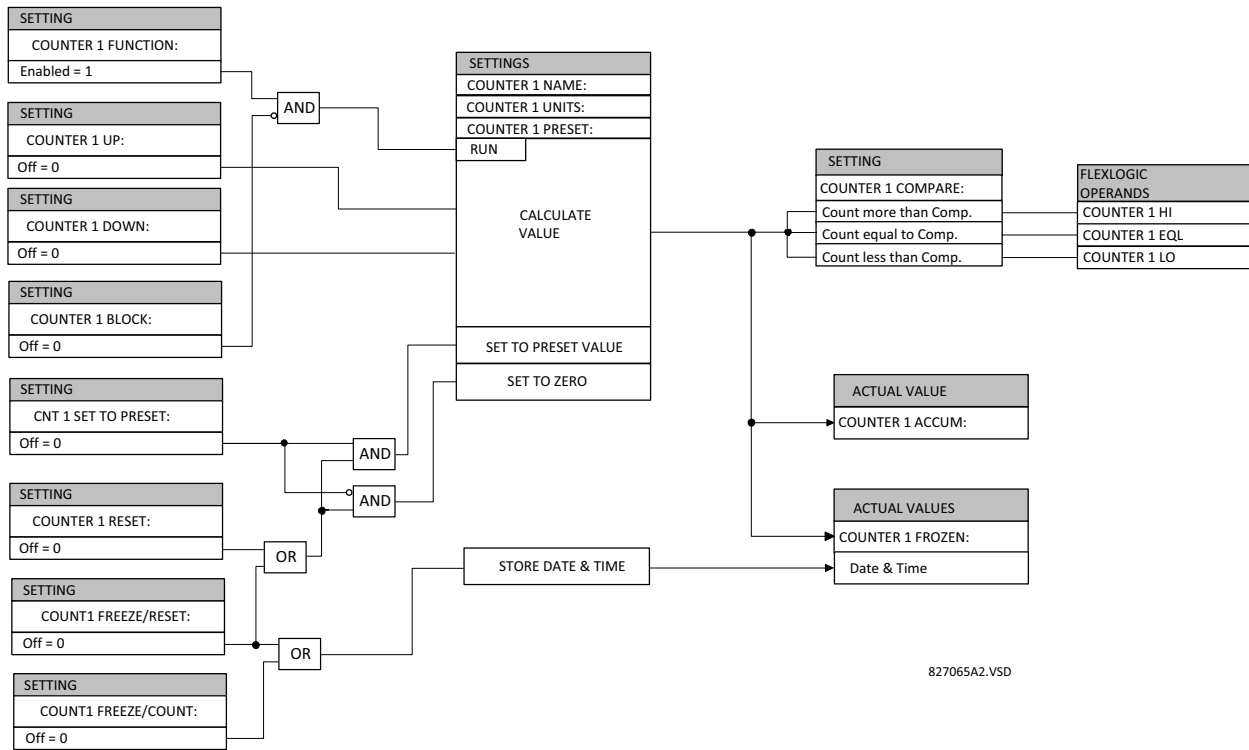 SETTING
COUNTER 1 FUNCTION:
Enabled = 1
SETTING
COUNTER 1 UP:
Off = 0
SETTING
COUNTER 1 DOWN:
Off = 0
SETTING
COUNTER 1 BLOCK:
Off = 0
SETTING
CNT 1 SET TO PRESET:
Off = 0
SETTING
COUNTER 1 RESET:
Off = 0
SETTING
COUNT1 FREEZE/RESET:
Off = 0
SETTING
COUNT1 FREEZE/COUNT:
Off = 0
AND
AND
AND
OR
OR
SETTINGS
COUNTER 1 NAME:
COUNTER 1 UNITS:
COUNTER 1 PRESET:
RUN
CALCULATE
VALUE
SET TO PRESET VALUE
SET TO ZERO
STORE DATE & TIME
SETTING
COUNTER 1 COMPARE:
Count more than Comp.
Count equal to Comp.
Count less than Comp.
FLEXLOGIC
OPERANDS
COUNTER 1 HI
COUNTER 1 EQL
COUNTER 1 LO
ACTUAL VALUE
COUNTER 1 ACCUM:
ACTUAL VALUES
COUNTER 1 FROZEN:
Date & Time
827065A2.VSD